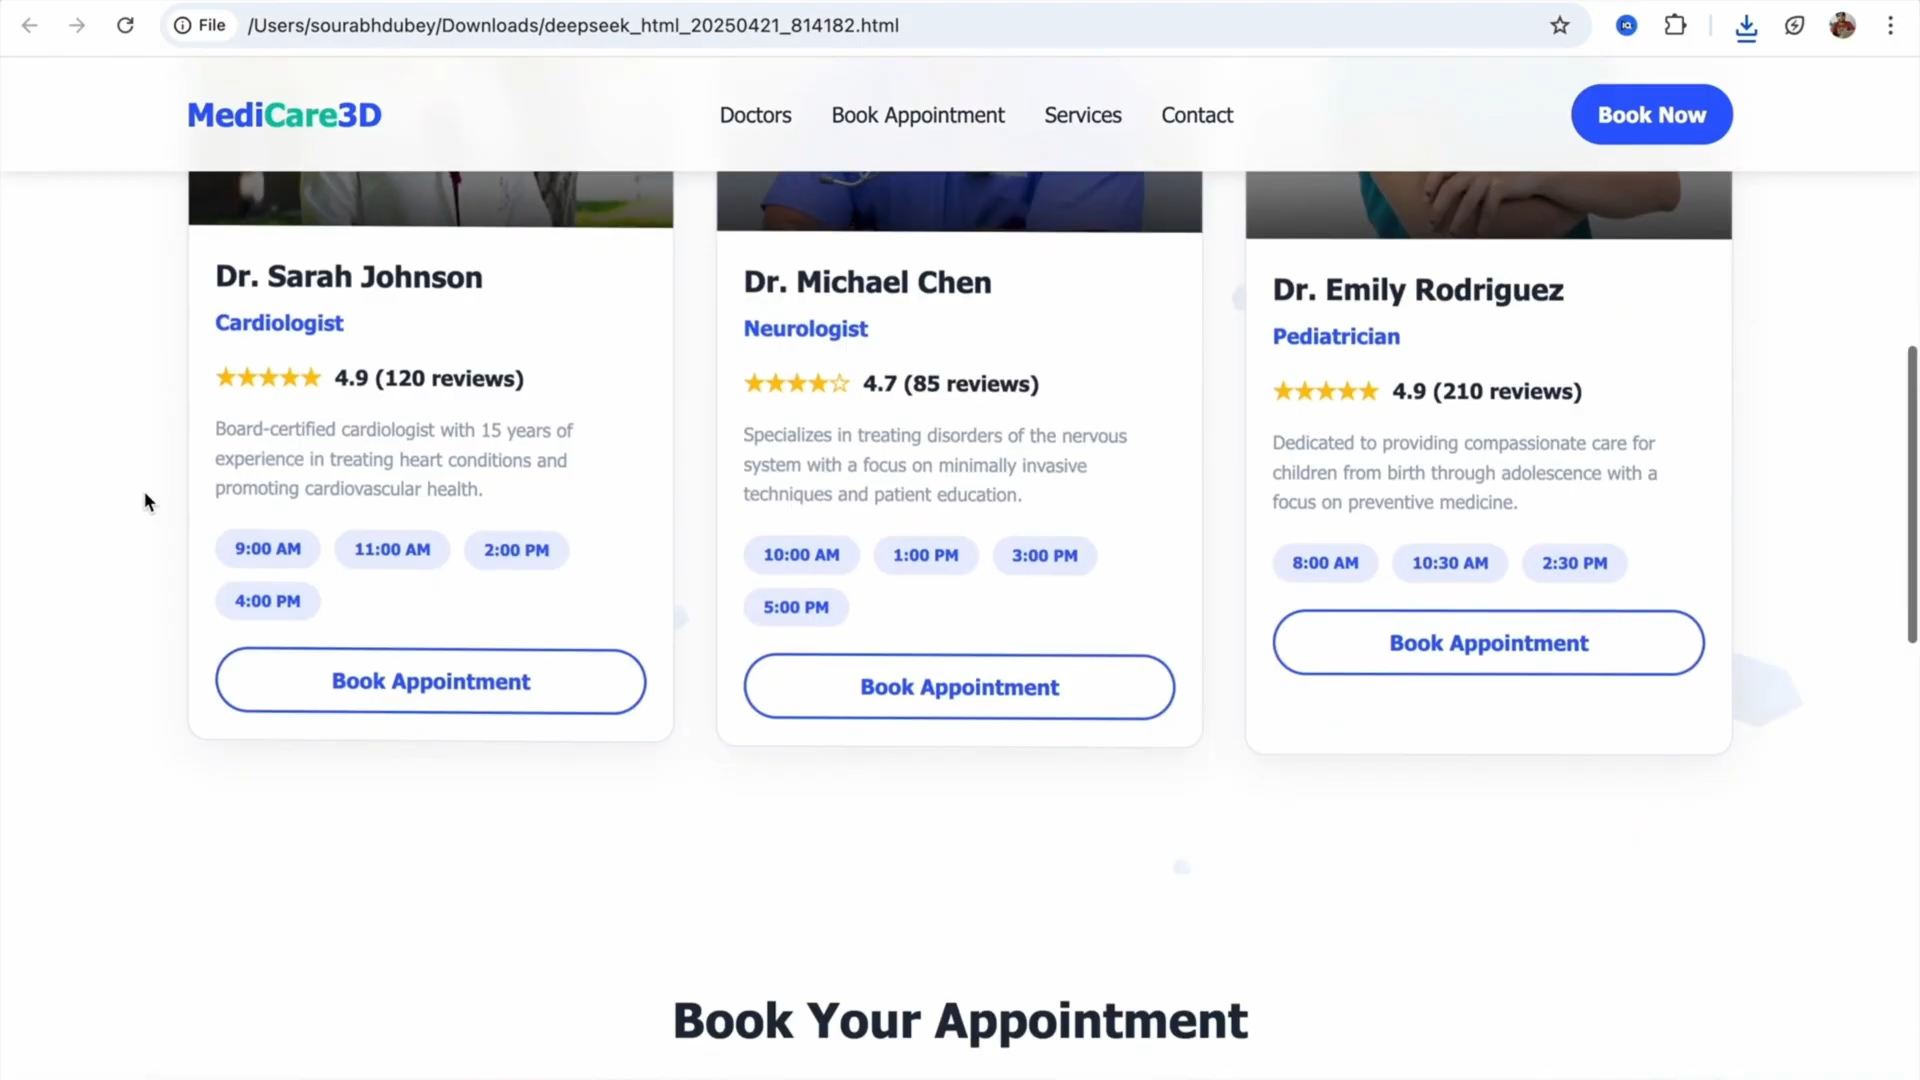 File /Users/sourabhdubey/Downloads/deepseek_html_20250421_814182.html
MediCare3D
Doctors Book Appointment Services Contact
Book Now
Dr. Sarah Johnson
Cardiologist
★★★★★ 4.9 (120 reviews)
Board-certified cardiologist with 15 years of
experience in treating heart conditions and
promoting cardiovascular health.
9:00 AM 11:00 AM 2:00 PM
4:00 PM
Book Appointment
Dr. Michael Chen
Neurologist
★★★★☆ 4.7 (85 reviews)
Specializes in treating disorders of the nervous
system with a focus on minimally invasive
techniques and patient education.
10:00 AM 1:00 PM 3:00 PM
5:00 PM
Book Appointment
Dr. Emily Rodriguez
Pediatrician
★★★★★ 4.9 (210 reviews)
Dedicated to providing compassionate care for
children from birth through adolescence with a
focus on preventive medicine.
8:00 AM 10:30 AM 2:30 PM
Book Appointment
Book Your Appointment